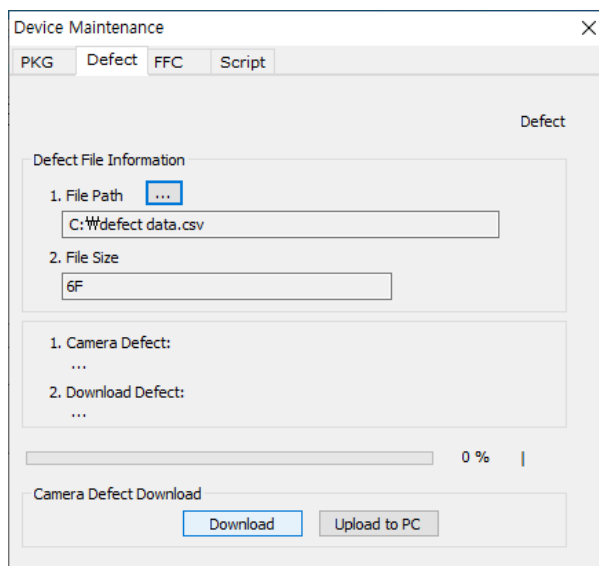 Device Maintenance
PKG Defect FFC Script
Defect
Defect File Information
1. File Path ...
C:₩defect data.csv
2. File Size
6F
1. Camera Defect:
...
2. Download Defect:
...
0 % |
Camera Defect Download
Download Upload to PC